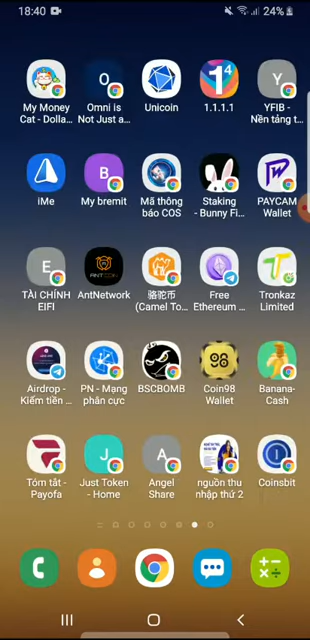 18:40
24%
My Money
Cat - Dolla...
Omni is
Not Just a...
Unicoin
1.1.1.1
YFIB -
Nền tảng t...
iMe
My bremit
Mã thông
báo COS
Staking
- Bunny Fi...
PAYCAM
Wallet
TÀI CHÍNH
EIFI
AntNetwork
骆驼币
(Camel To...
Free
Ethereum ...
Tronkaz
Limited
Airdrop -
Kiếm tiền ...
PN - Mạng
phân cực
BSCBOMB
Coin98
Wallet
Banana-
Cash
Tóm tắt -
Payofa
Just Token
- Home
Angel
Share
nguồn thu
nhập thứ 2
Coinsbit